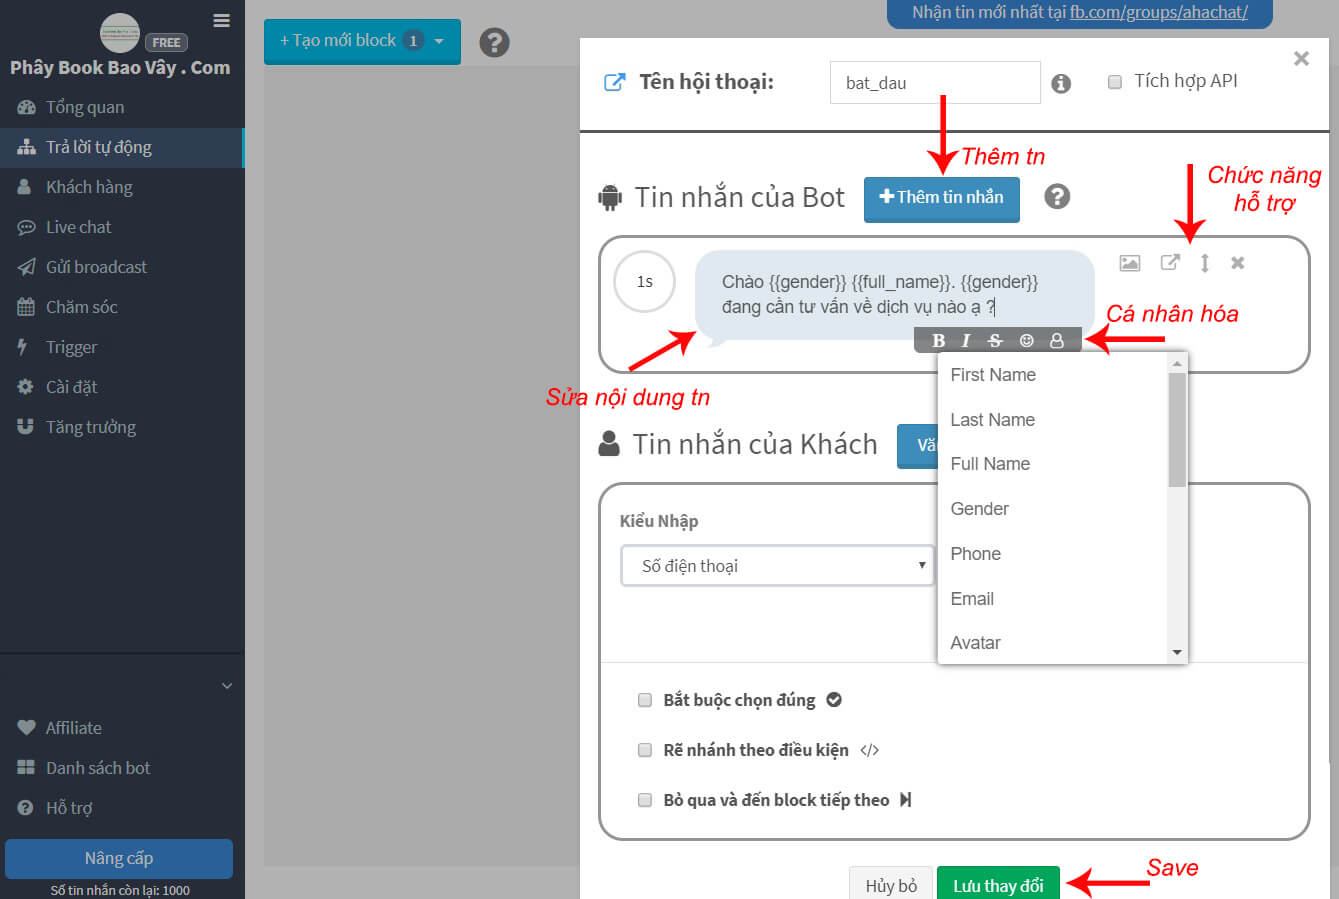 FREE
Phây Book Bao Vây . Com
Tổng quan
Trả lời tự động
Khách hàng
Live chat
Gửi broadcast
Chăm sóc
Trigger
Cài đặt
Tăng trưởng
Affiliate
Danh sách bot
Hỗ trợ
Nâng cấp
Số tin nhắn còn lại: 1000
+ Tạo mới block 1
Nhận tin mới nhất tại fb.com/groups/ahachat/
Tên hội thoại:
bat_dau
Tích hợp API
Thêm tn
Chức năng
hỗ trợ
Tin nhắn của Bot
Thêm tin nhắn
1s
Chào {{gender}} {{full_name}}. {{gender}}
đang cần tư vấn về dịch vụ nào ạ ?
Cá nhân hóa
B I S
Sửa nội dung tn
First Name
Last Name
Full Name
Gender
Phone
Email
Avatar
Tin nhắn của Khách
Kiểu Nhập
Số điện thoại
Bắt buộc chọn đúng
Rẽ nhánh theo điều kiện </>
Bỏ qua và đến block tiếp theo
Hủy bỏ
Lưu thay đổi
Save